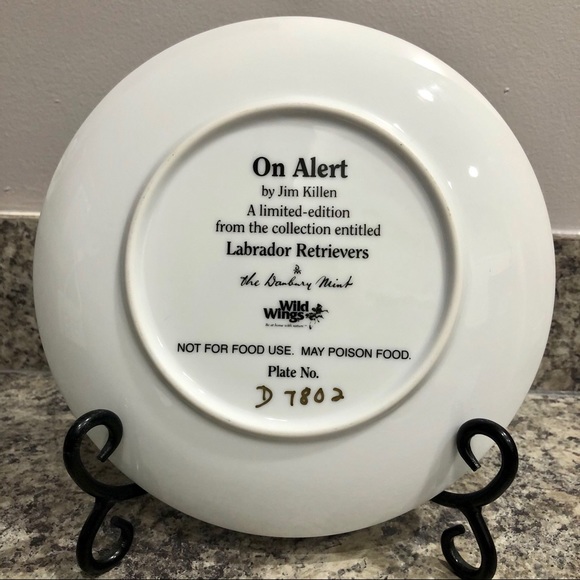 On Alert
by Jim Killen
A limited-edition
from the collection entitled
Labrador Retrievers
the Danbury Mint
Wild
Wings
NOT FOR FOOD USE. MAY POISON FOOD.
Plate No.
D 7802